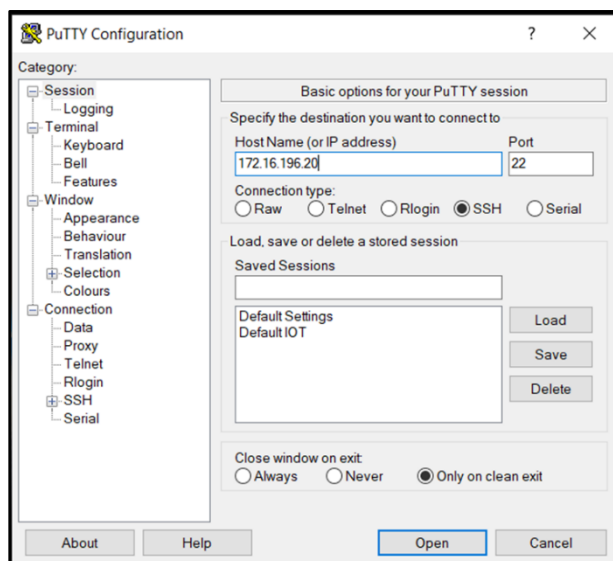 PuTTY Configuration
?
Category:
Session
Logging
Terminal
Keyboard
Bell
Features
Window
Appearance
Behaviour
Translation
Selection
Colours
Connection
Data
Proxy
Telnet
Rlogin
SSH
Serial
Basic options for your PuTTY session
Specify the destination you want to connect to
Host Name (or IP address) Port
172.16.196.20 22
Connection type:
Raw Telnet Rlogin SSH Serial
Load, save or delete a stored session
Saved Sessions
Default Settings
Default IOT
Load
Save
Delete
Close window on exit:
Always Never Only on clean exit
About Help Open Cancel